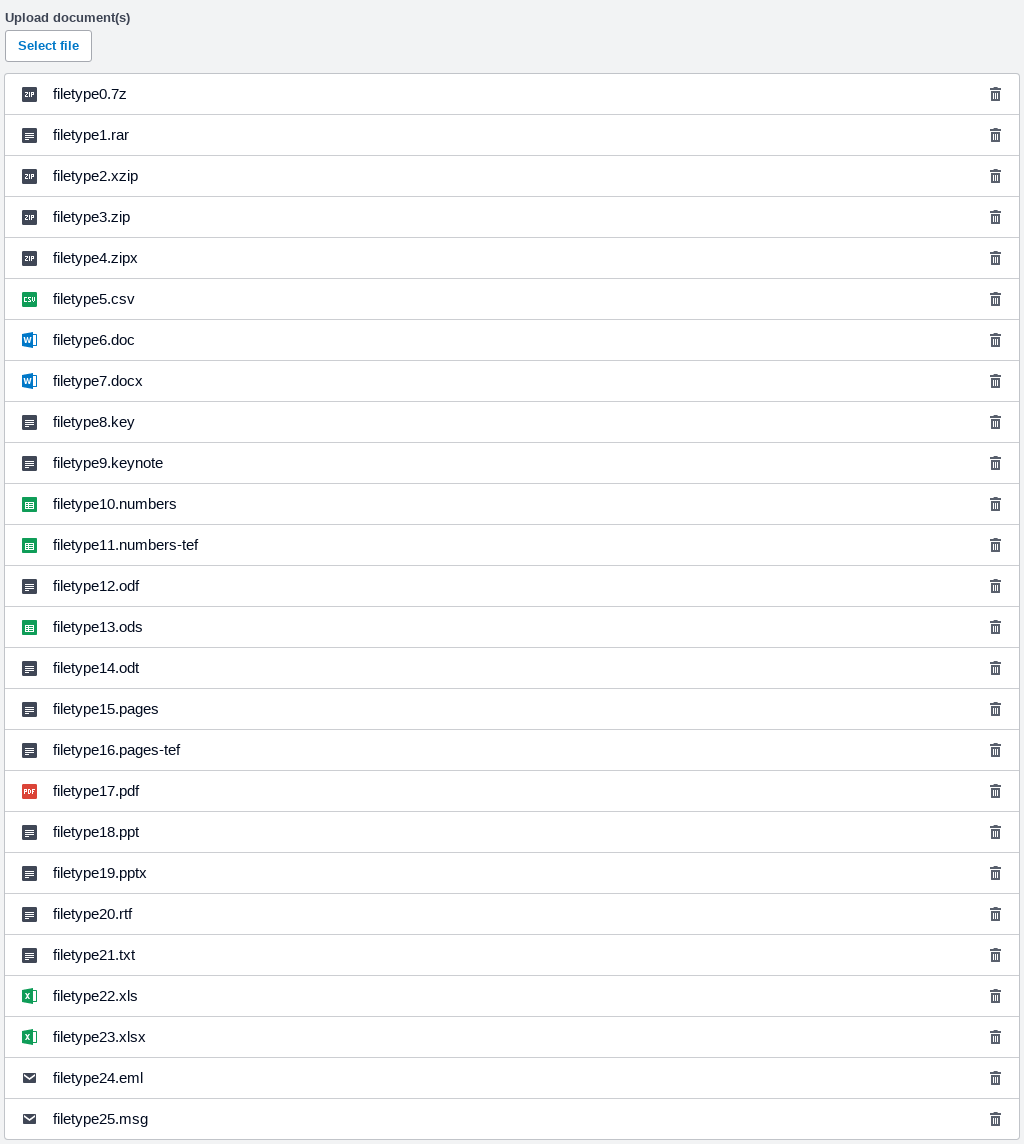 Upload document(s)
Select file
ZIP filetype0.7z
filetype1.rar
ZIP filetype2.xzip
ZIP filetype3.zip
ZIP filetype4.zipx
CSV filetype5.csv
W filetype6.doc
W filetype7.docx
filetype8.key
filetype9.keynote
filetype10.numbers
filetype11.numbers-tef
filetype12.odf
filetype13.ods
filetype14.odt
filetype15.pages
filetype16.pages-tef
PDF filetype17.pdf
filetype18.ppt
filetype19.pptx
filetype20.rtf
filetype21.txt
X filetype22.xls
X filetype23.xlsx
filetype24.eml
filetype25.msg